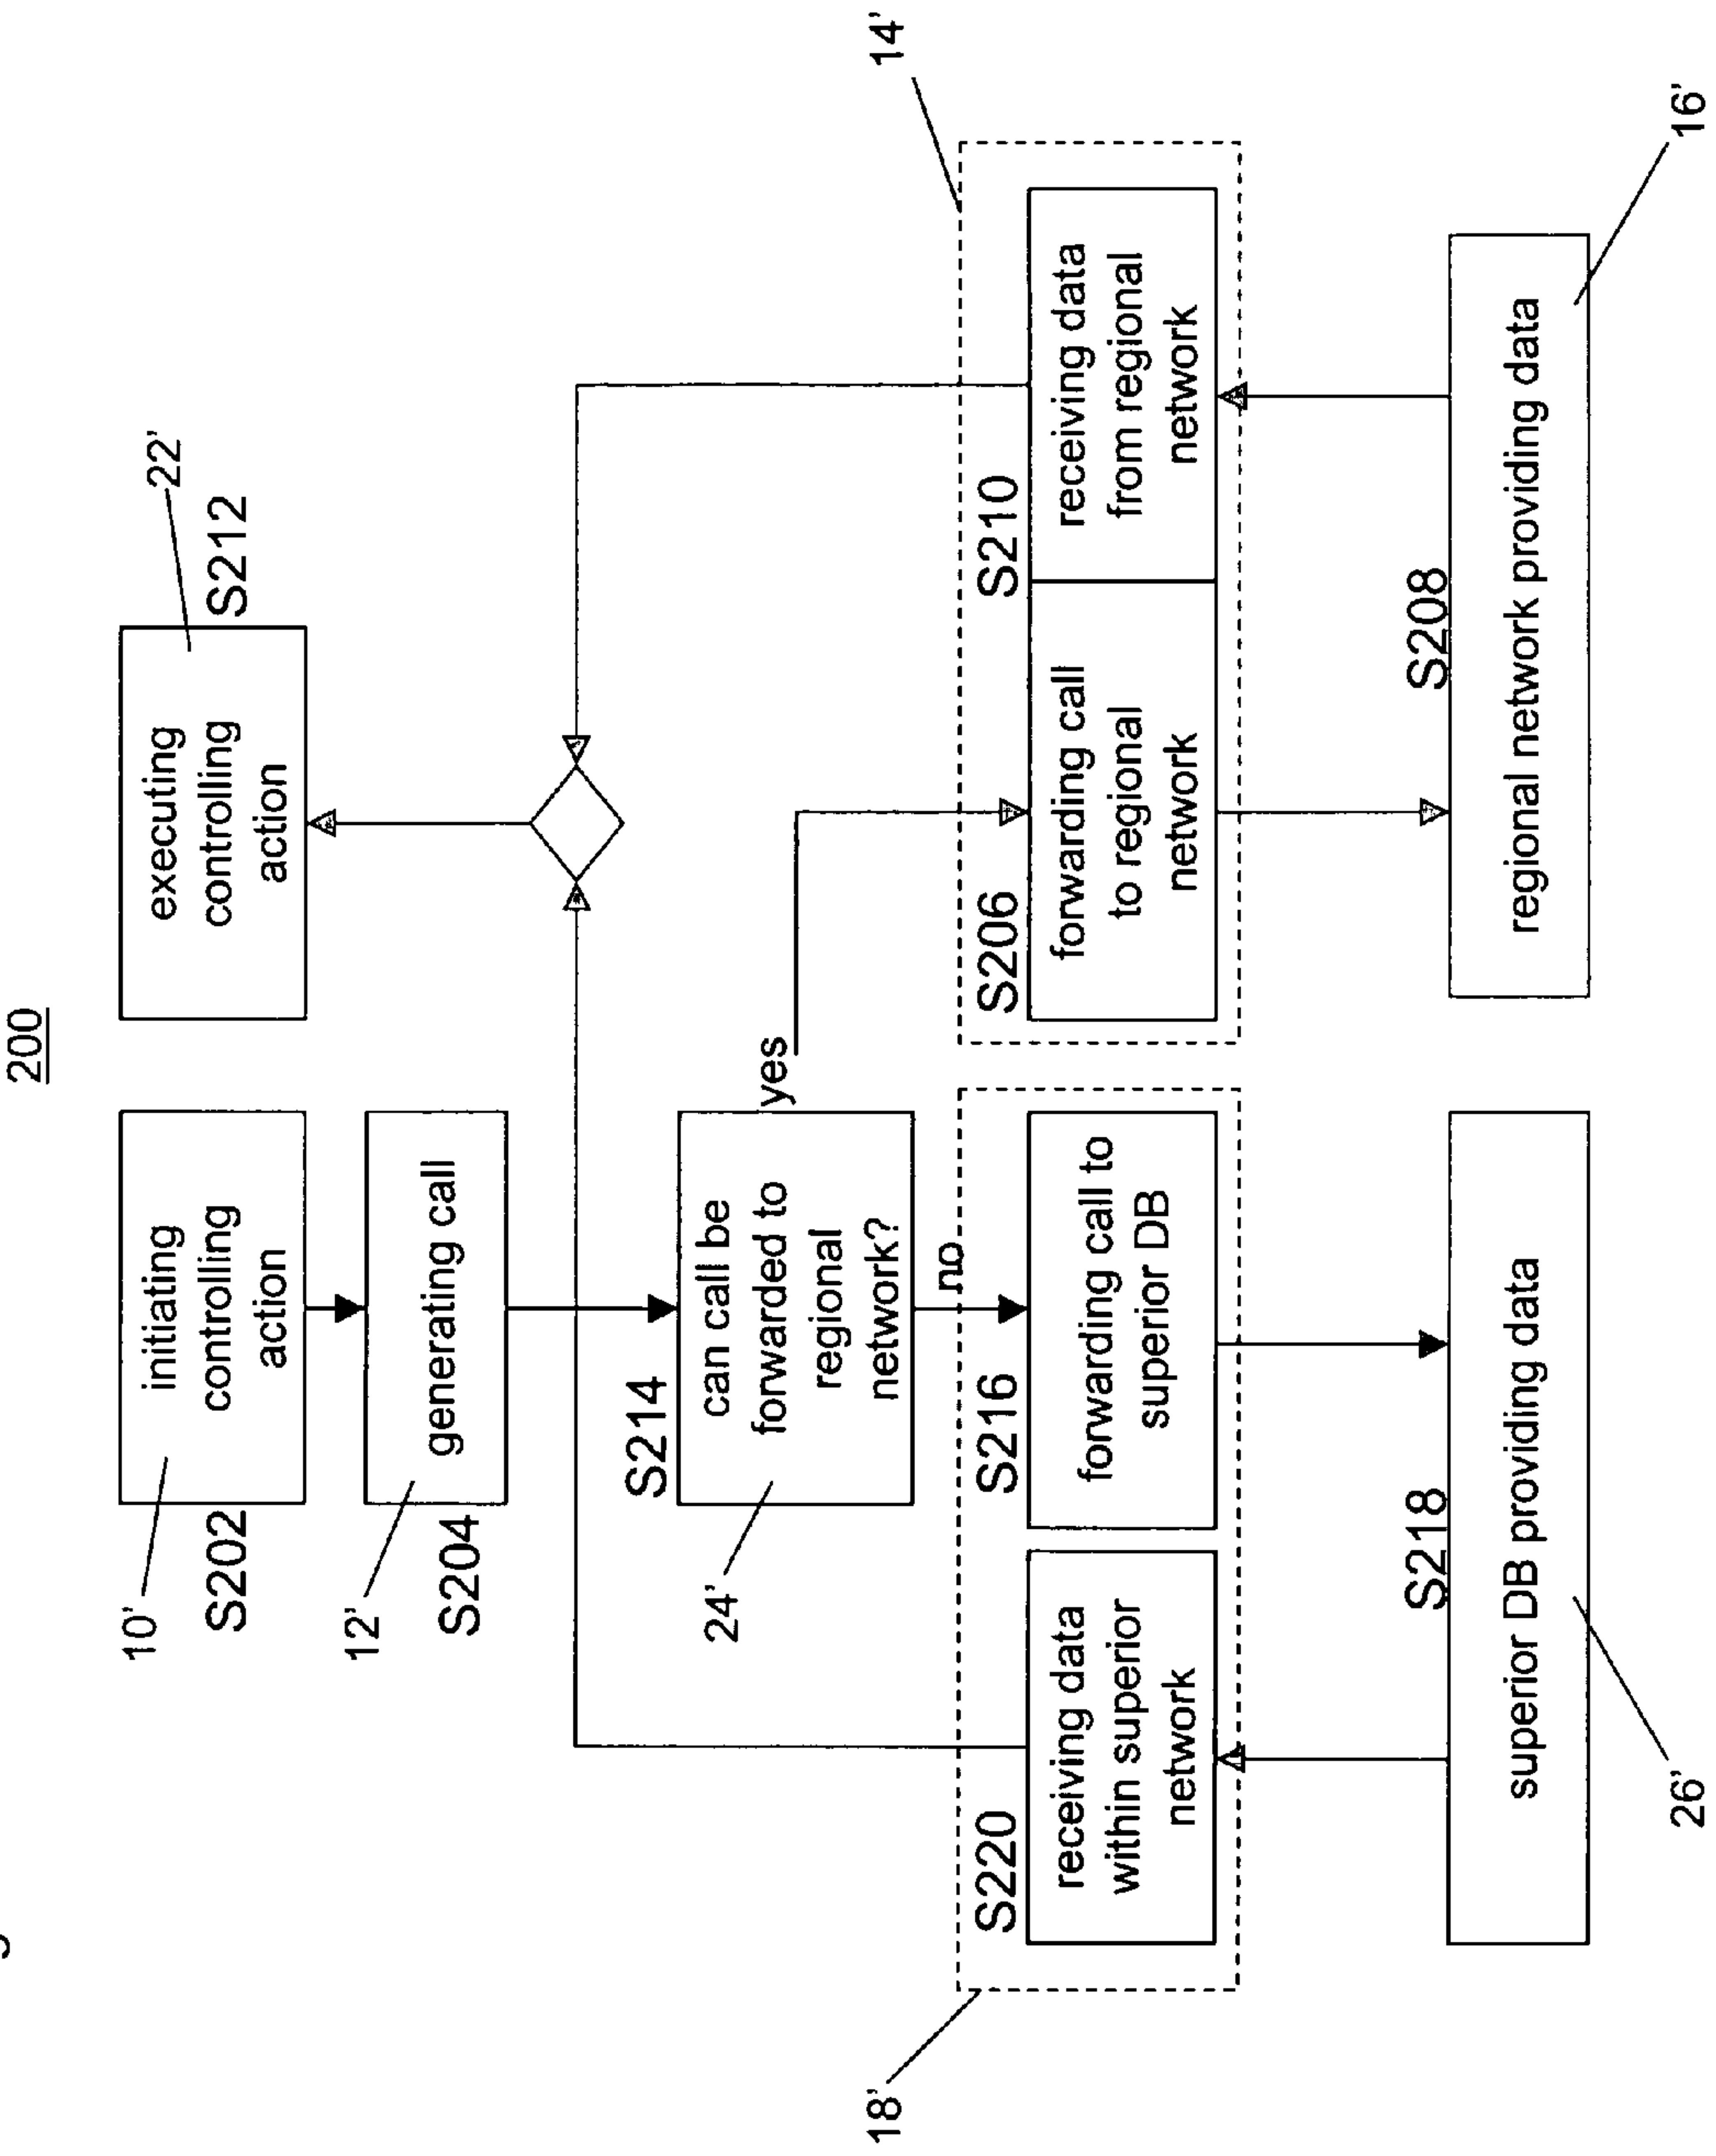 200
10'
S202
initiating
controlling
action
22'
S212
executing
controlling
action
12'
S204
generating call
24'
S214
can call be
forwarded to
regional
network?
yes
no
18'
S220
receiving data
within superior
network
S216
forwarding call to
superior DB
14'
S206
forwarding call
to regional
network
S210
receiving data
from regional
network
S218
superior DB providing data
26'
S208
regional network providing data
16'